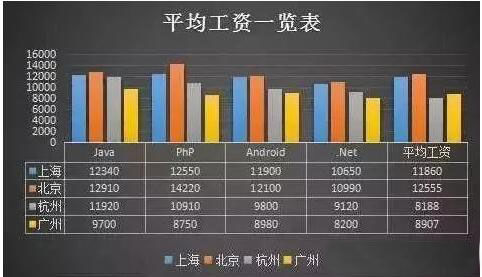 平均工资一览表
16000
14000
12000
10000
8000
6000
4000
2000
0
Java PhP Android .Net 平均工资
上海 12340 12550 11900 10650 11860
北京 12910 14220 12100 10990 12555
杭州 11920 10910 9800 9120 8188
广州 9700 8750 8980 8200 8907
上海 北京 杭州 广州